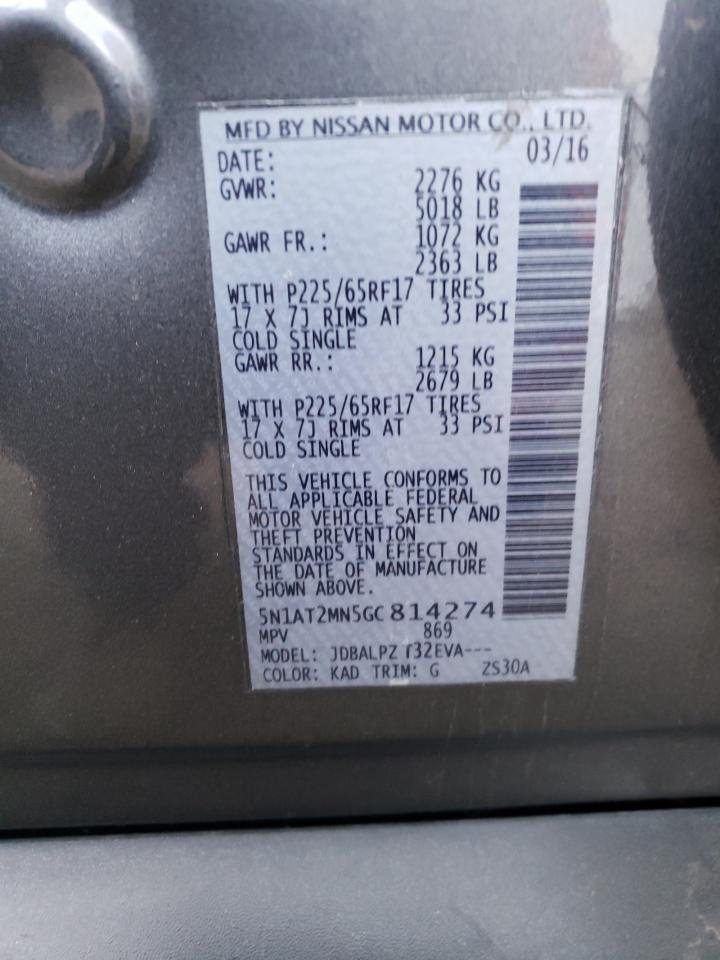 MFD BY NISSAN MOTOR CO., LTD.
DATE: 03/16
GVWR: 2276 KG
5018 LB
GAWR FR.: 1072 KG
2363 LB
WITH P225/65RF17 TIRES
17 X 7J RIMS AT 33 PSI
COLD SINGLE
GAWR RR.: 1215 KG
2679 LB
WITH P225/65RF17 TIRES
17 X 7J RIMS AT 33 PSI
COLD SINGLE
THIS VEHICLE CONFORMS TO
ALL APPLICABLE FEDERAL
MOTOR VEHICLE SAFETY AND
THEFT PREVENTION
STANDARDS IN EFFECT ON
THE DATE OF MANUFACTURE
SHOWN ABOVE.
5N1AT2MN5GC814274
MPV 869
MODEL: JDBALPZ T32EVA---
COLOR: KAD TRIM: G ZS30A